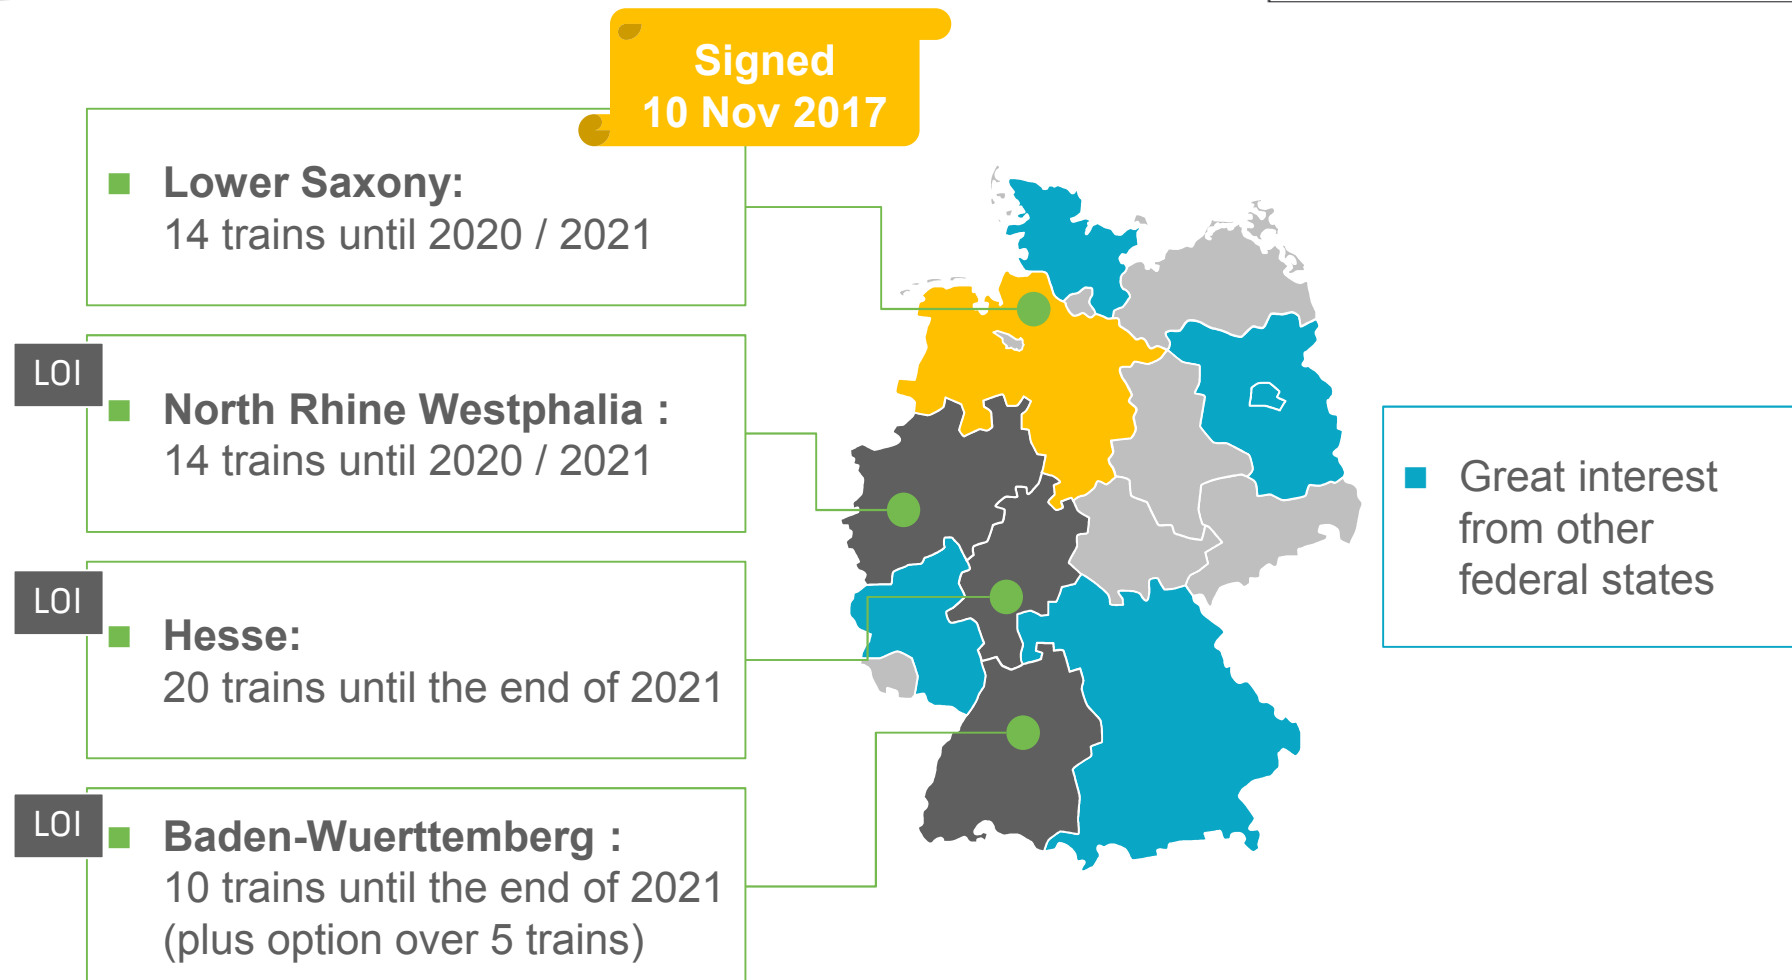 Signed
10 Nov 2017
Lower Saxony:
14 trains until 2020 / 2021
LOI
North Rhine Westphalia :
14 trains until 2020 / 2021
LOI
Hesse:
20 trains until the end of 2021
LOI
Baden-Wuerttemberg :
10 trains until the end of 2021
(plus option over 5 trains)
Great interest
from other
federal states